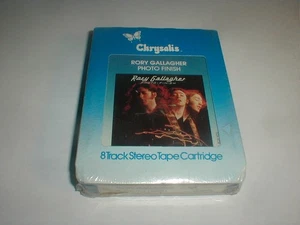 Chrysalis
RORY GALLAGHER
PHOTO FINISH
Rory Gallagher
8 Track Stereo Tape Cartridge